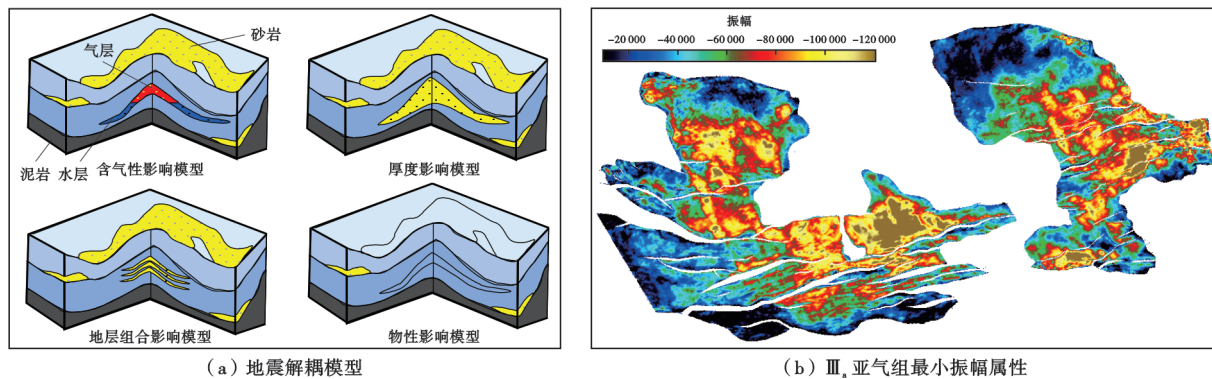 气层
砂岩
泥岩 水层
含气性影响模型
厚度影响模型
地层组合影响模型
物性影响模型
(a)地震解耦模型
振幅
-20 000 -40 000 -60 000 -80 000 -100 000 -120 000
(b)Ⅲa亚气组最小振幅属性